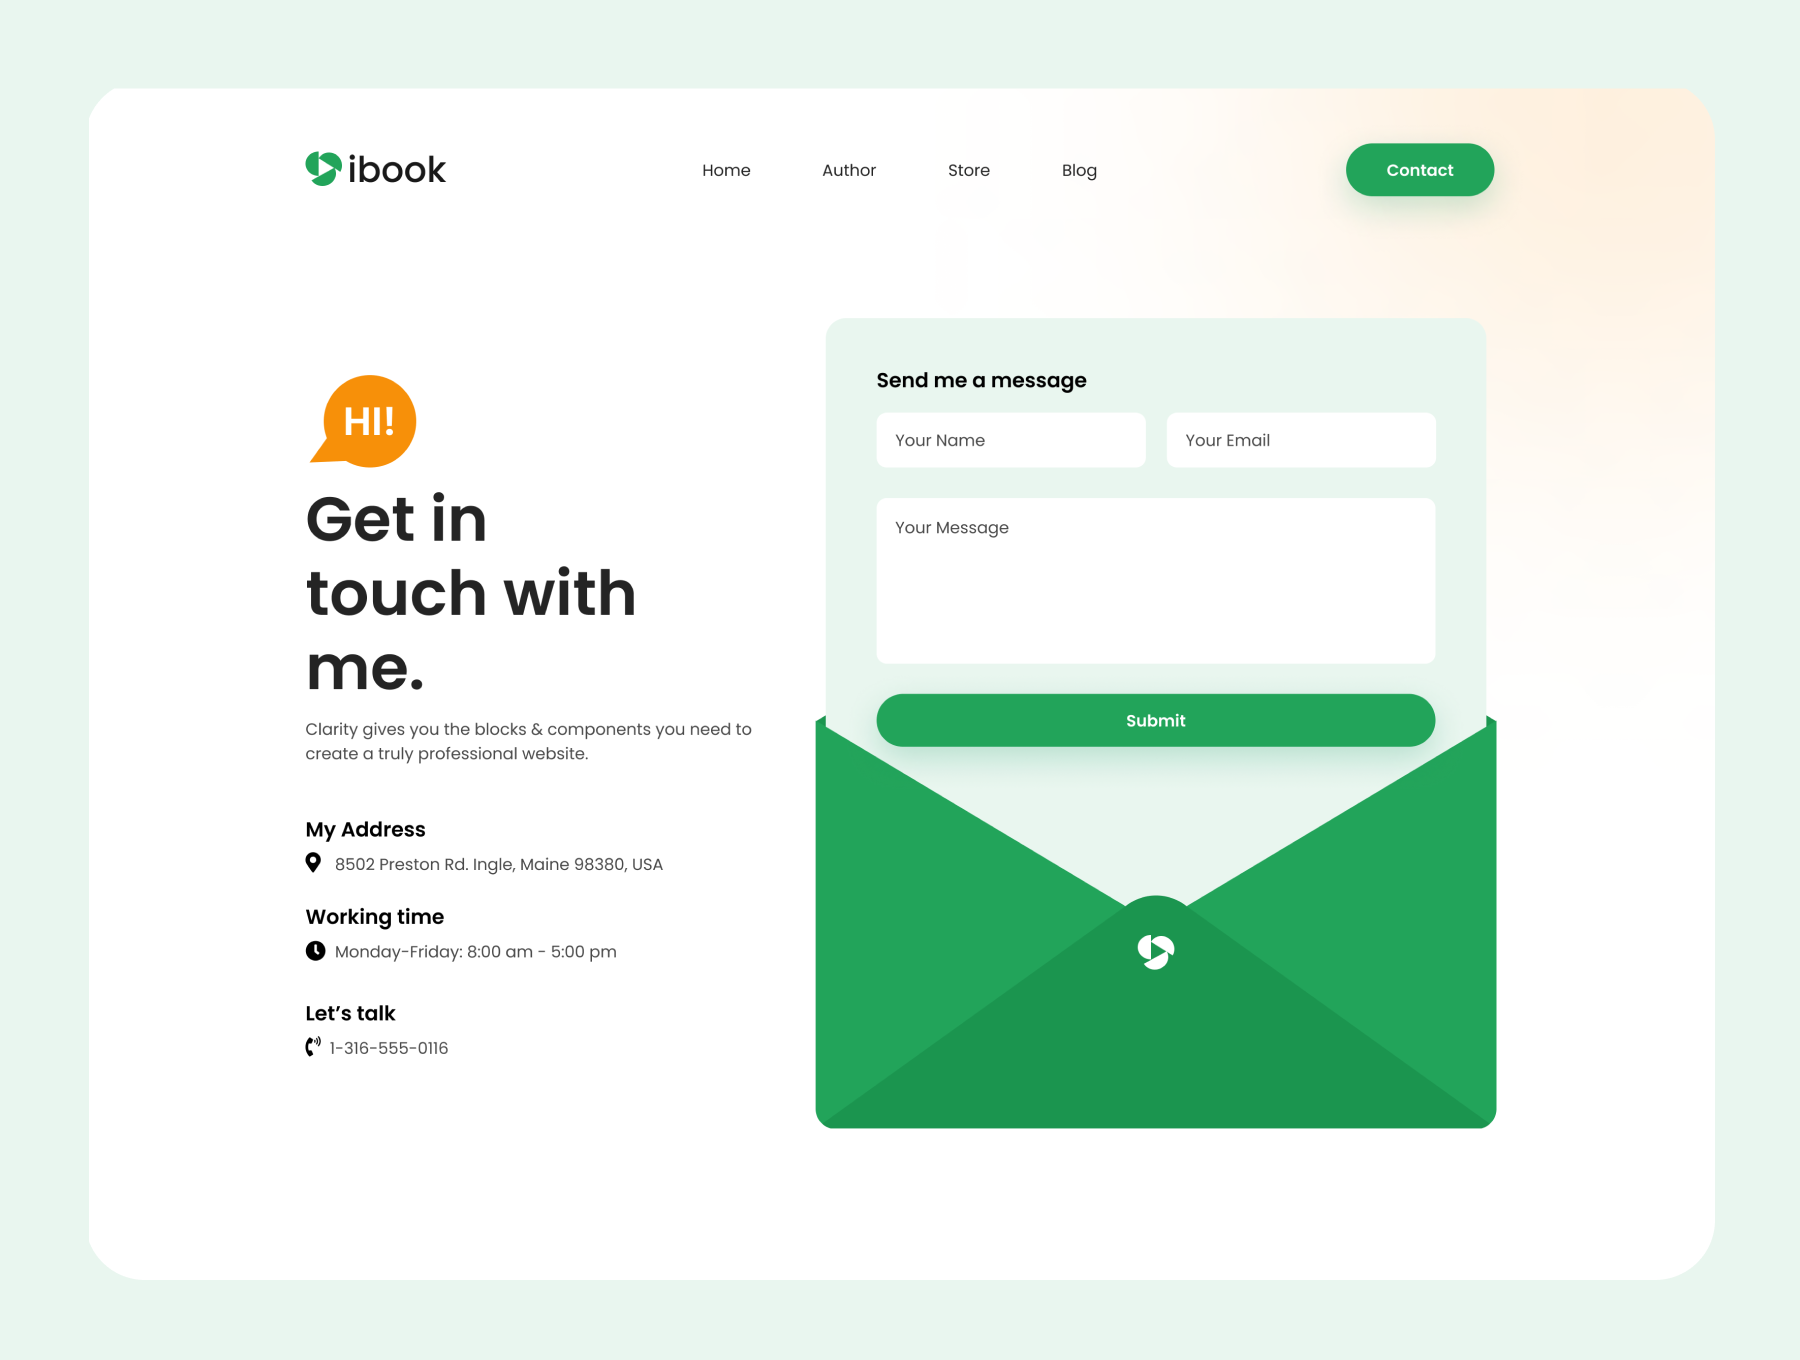 ibook
Home
Author
Store
Blog
Contact
HI!
Get in
touch with
me.
Clarity gives you the blocks & components you need to
create a truly professional website.
My Address
8502 Preston Rd. Ingle, Maine 98380, USA
Working time
Monday-Friday: 8:00 am - 5:00 pm
Let’s talk
1-316-555-0116
Send me a message
Your Name
Your Email
Your Message
Submit